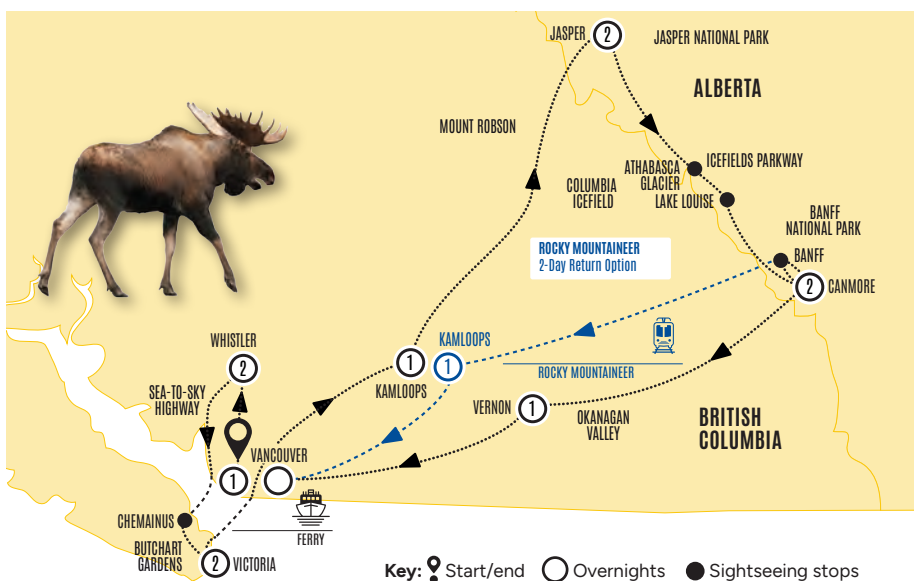 JASPER
2
JASPER NATIONAL PARK
ALBERTA
MOUNT ROBSON
ICEFIELDS PARKWAY
ATHABASCA
GLACIER
COLUMBIA
ICEFIELD
LAKE LOUISE
BANFF
NATIONAL PARK
BANFF
ROCKY MOUNTAINEER
2-Day Return Option
2
CANMORE
WHISTLER
2
KAMLOOPS
1
1
KAMLOOPS
ROCKY MOUNTAINEER
SEA-TO-SKY
HIGHWAY
VERNON
1
OKANAGAN
VALLEY
BRITISH
COLUMBIA
VANCOUVER
1
CHEMAINUS
FERRY
BUTCHART
GARDENS
2
VICTORIA
Key: Start/end Overnights Sightseeing stops